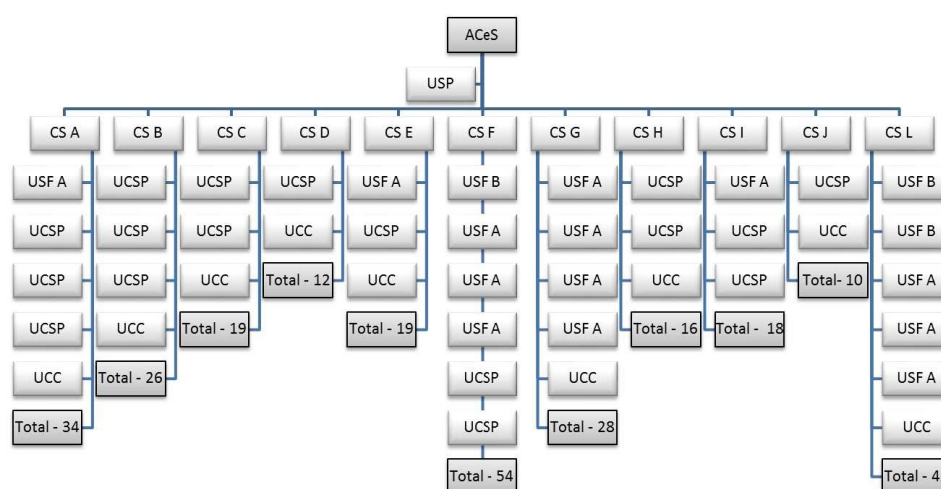 ACeS
USP
CS A
USF A
UCSP
UCSP
UCSP
UCC
Total - 34
CS B
UCSP
UCSP
UCSP
UCC
Total - 26
CS C
UCSP
UCSP
UCC
Total - 19
CS D
UCSP
UCC
Total - 12
CS E
USF A
UCSP
UCC
Total - 19
CS F
USF B
USF A
USF A
USF A
UCSP
UCSP
Total - 54
CS G
USF A
USF A
USF A
USF A
UCC
Total - 28
CS H
UCSP
UCSP
UCC
Total - 16
CS I
USF A
UCSP
UCSP
Total - 18
CS J
UCSP
UCC
Total- 10
CS L
USF B
USF B
USF A
USF A
USF A
UCC
Total - 4